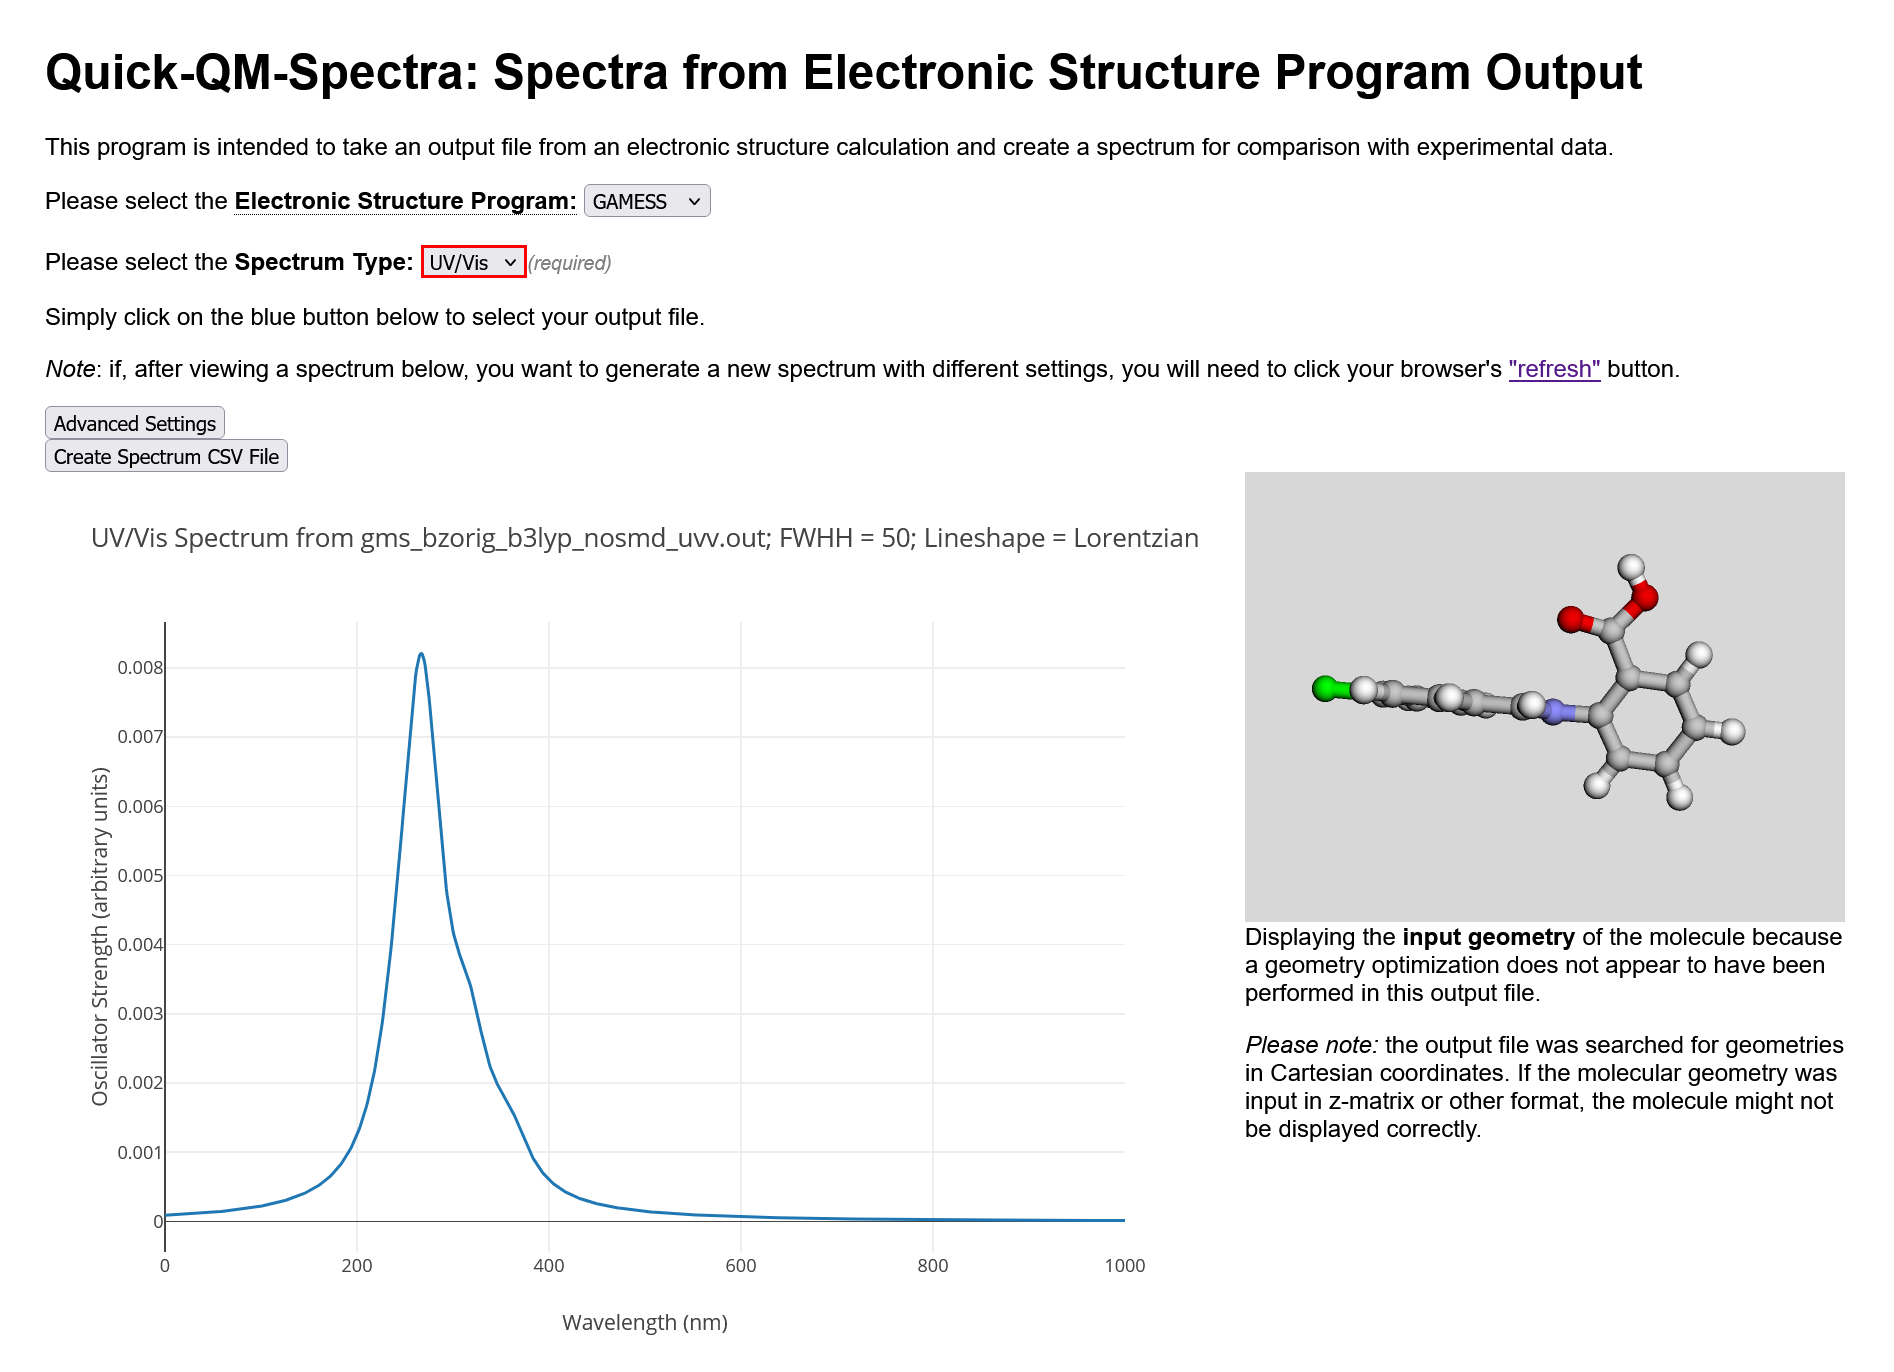 Quick-QM-Spectra: Spectra from Electronic Structure Program Output
This program is intended to take an output file from an electronic structure calculation and create a spectrum for comparison with experimental data.
Please select the Electronic Structure Program: GAMESS
Please select the Spectrum Type: UV/Vis (required)
Simply click on the blue button below to select your output file.
Note: if, after viewing a spectrum below, you want to generate a new spectrum with different settings, you will need to click your browser's "refresh" button.
Advanced Settings
Create Spectrum CSV File
UV/Vis Spectrum from gms_bzorig_b3lyp_nosmd_uvv.out; FWHH = 50; Lineshape = Lorentzian
Oscillator Strength (arbitrary units)
0.008
0.007
0.006
0.005
0.004
0.003
0.002
0.001
0
0 200 400 600 800 1000
Wavelength (nm)
Displaying the input geometry of the molecule because
a geometry optimization does not appear to have been
performed in this output file.
Please note: the output file was searched for geometries
in Cartesian coordinates. If the molecular geometry was
input in z-matrix or other format, the molecule might not
be displayed correctly.